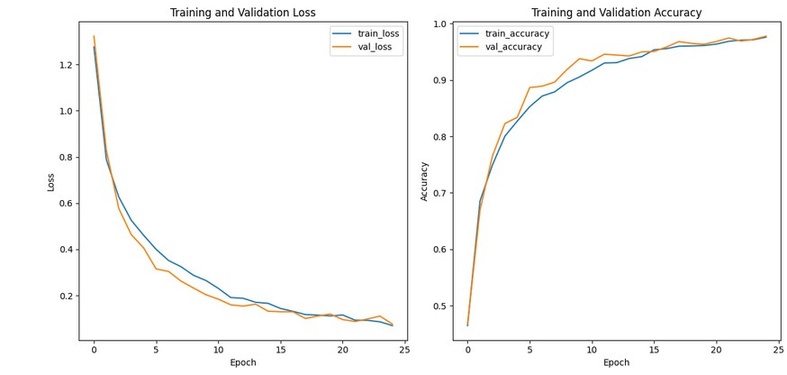 Training and Validation Loss
train_loss
val_loss
Loss
1.2
1.0
0.8
0.6
0.4
0.2
0
5
10
15
20
25
Epoch
Training and Validation Accuracy
train_accuracy
val_accuracy
Accuracy
1.0
0.9
0.8
0.7
0.6
0.5
0
5
10
15
20
25
Epoch